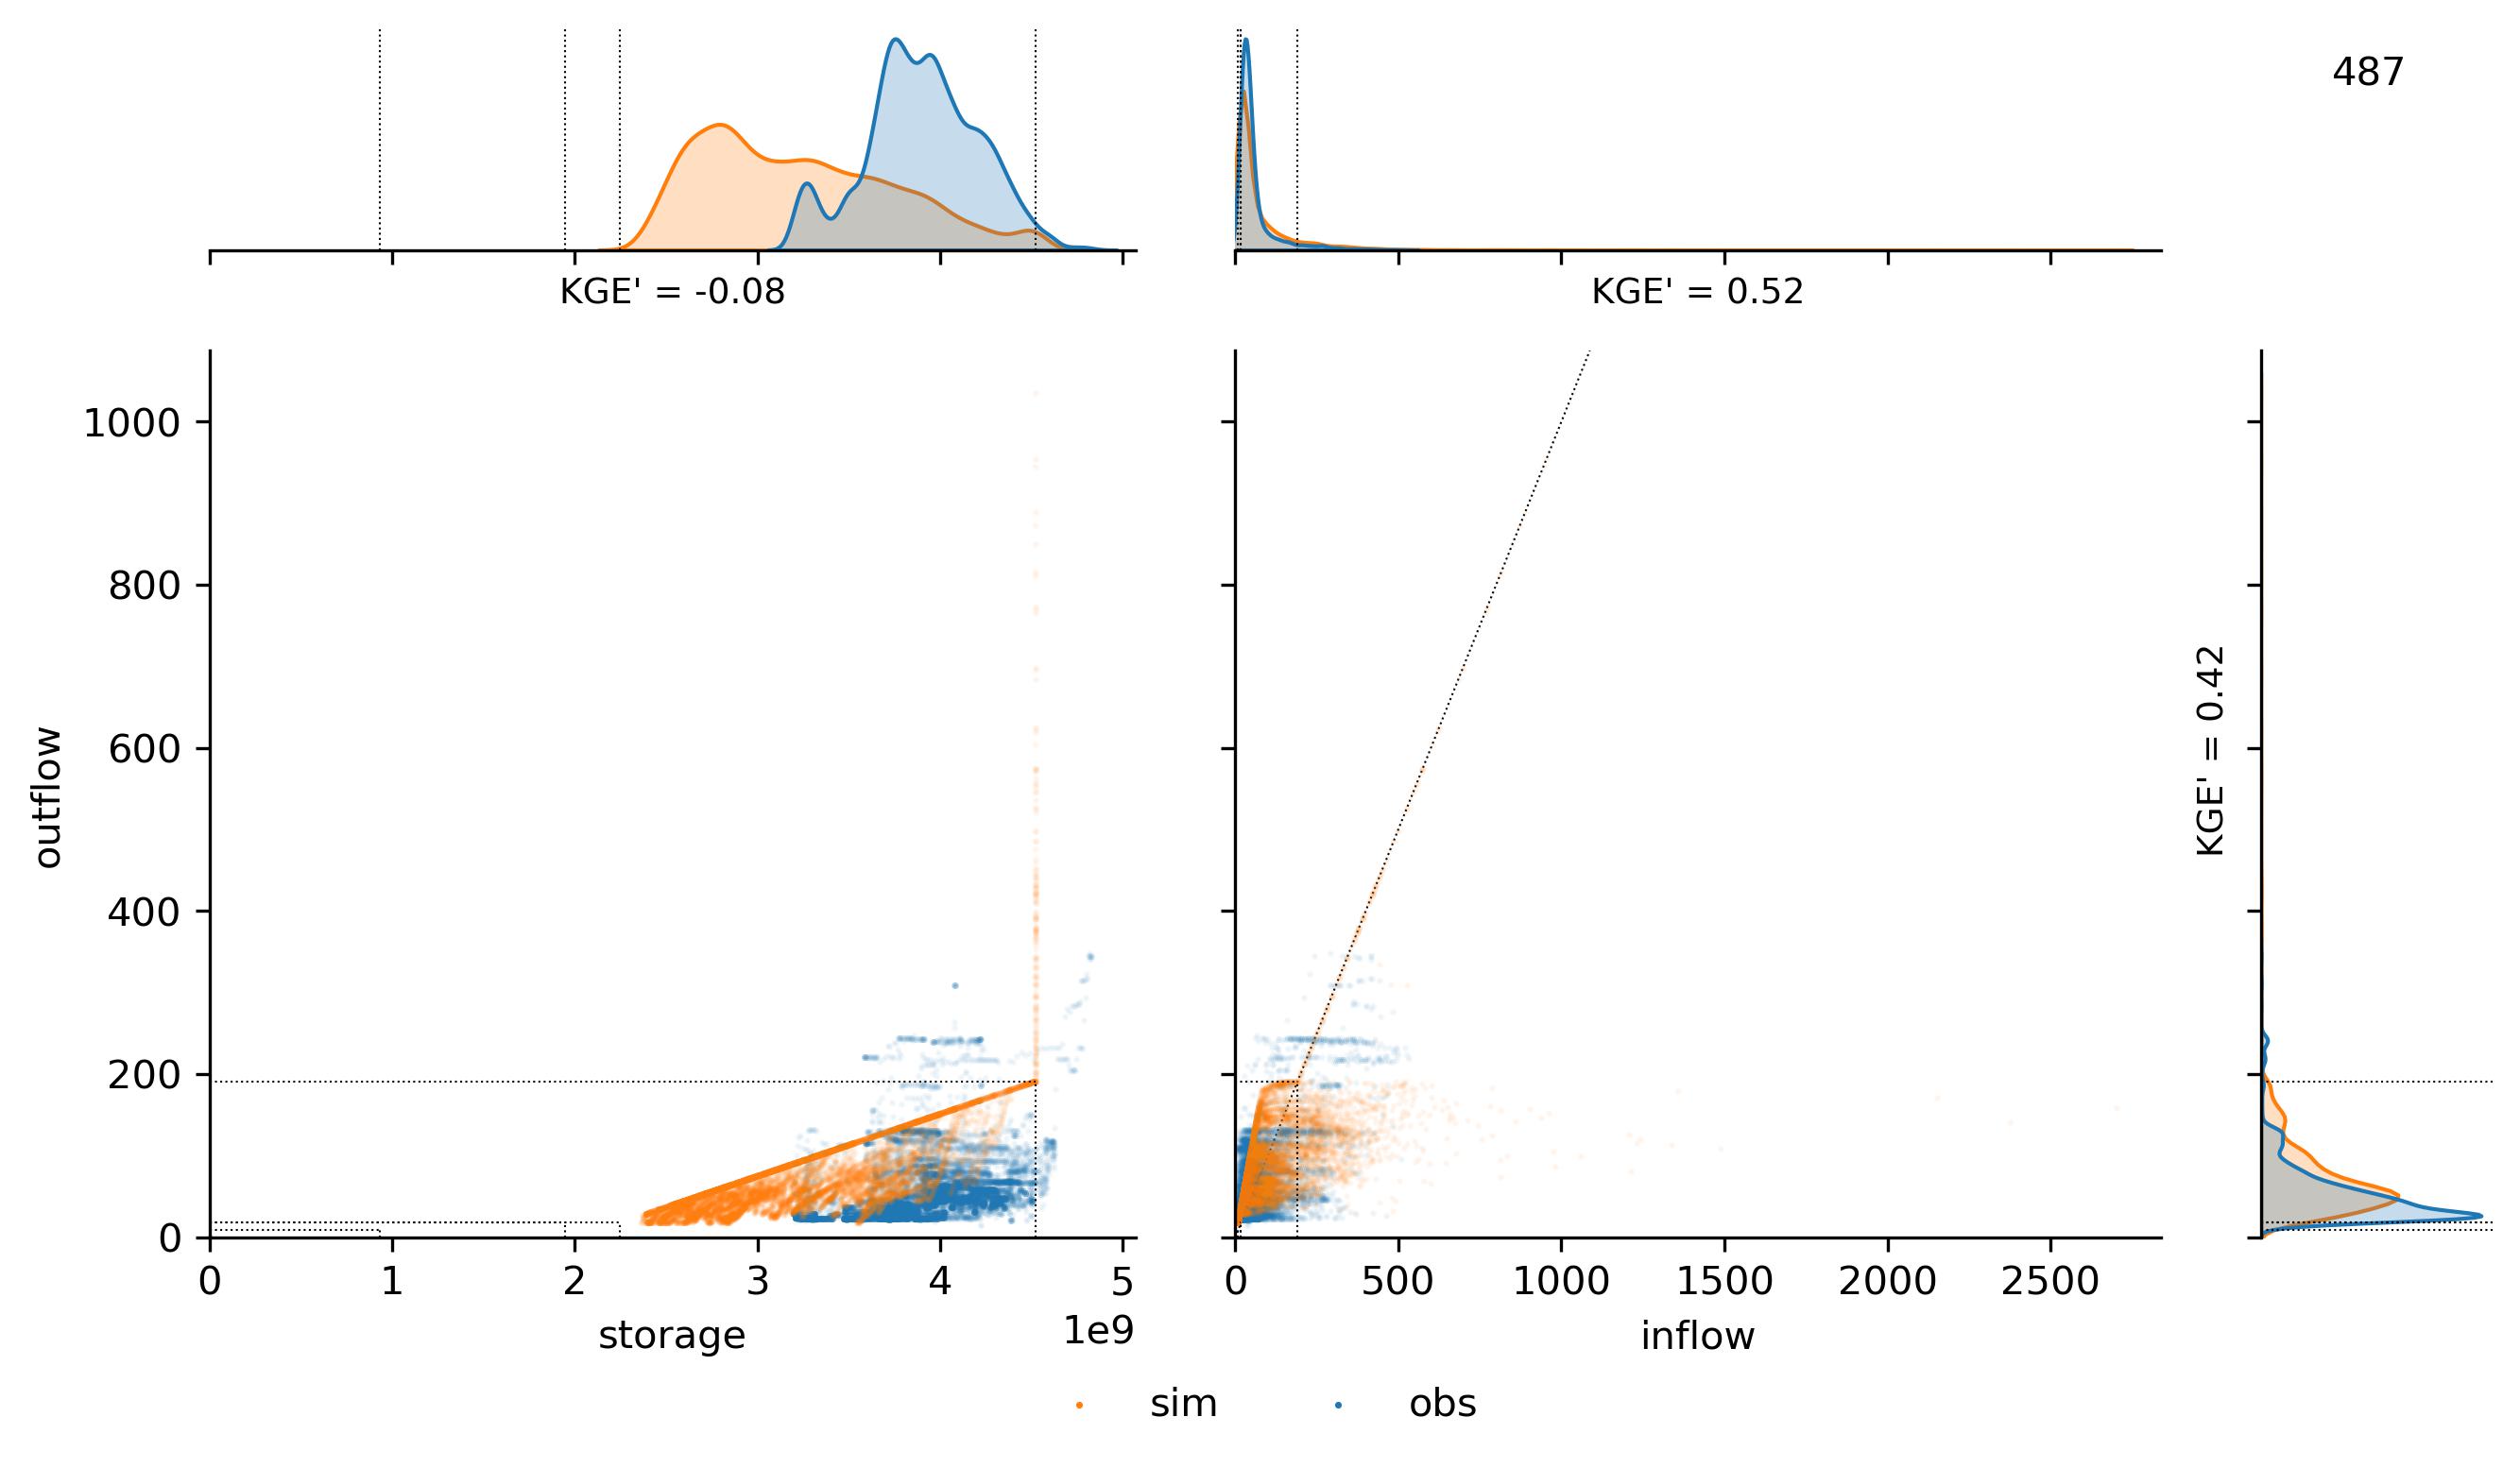 487
KGE' = -0.08
KGE' = 0.52
1000
800
600
400
200
0
outflow
KGE' = 0.42
0 1 2 3 4 5
1e9
storage
0 500 1000 1500 2000 2500
inflow
sim obs